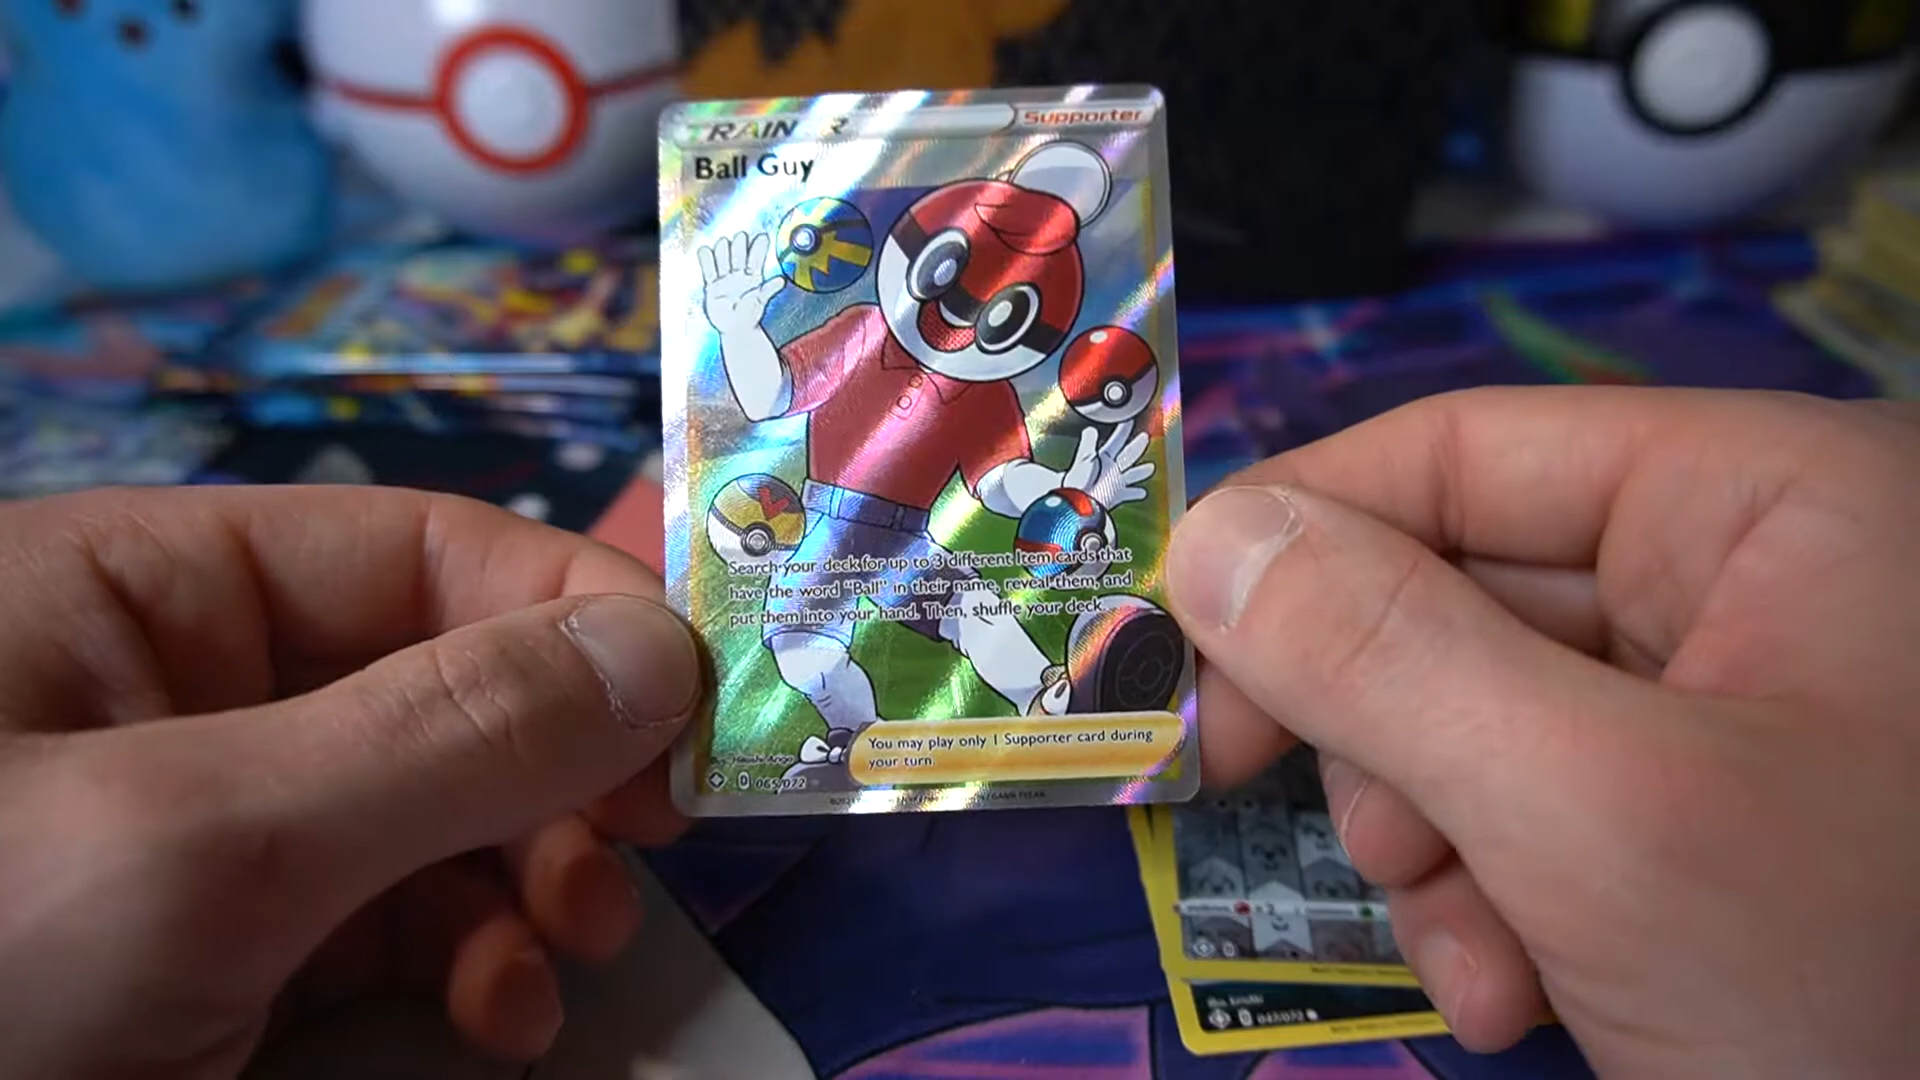 TRAINER
Supporter
Ball Guy
Search your deck for up to 3 different Item cards that
have the word "Ball" in their name, reveal them, and
put them into your hand. Then, shuffle your deck.
You may play only 1 Supporter card during
your turn.
D 065/072
047/072